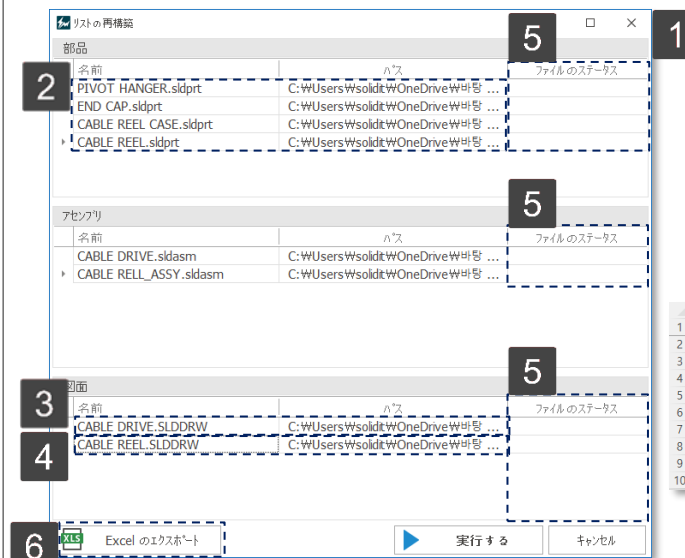 リストの再構築
5
1
部品
2
名前 パス ファイルのステータス
PIVOT HANGER.sldprt C:₩Users₩solidit₩OneDrive₩바탕 ...
END CAP.sldprt C:₩Users₩solidit₩OneDrive₩바탕 ...
CABLE REEL CASE.sldprt C:₩Users₩solidit₩OneDrive₩바탕 ...
CABLE REEL.sldprt C:₩Users₩solidit₩OneDrive₩바탕 ...
アセンブリ
5
名前 パス ファイルのステータス
CABLE DRIVE.sldasm C:₩Users₩solidit₩OneDrive₩바탕 ...
CABLE RELL_ASSY.sldasm C:₩Users₩solidit₩OneDrive₩바탕 ...
5
図面
3
名前 パス ファイルのステータス
CABLE DRIVE.SLDDRW C:₩Users₩solidit₩OneDrive₩바탕 ...
4
CABLE REEL.SLDDRW C:₩Users₩solidit₩OneDrive₩바탕 ...
6
XLS Excel のエクスポート 実行する キャンセル
1
2
3
4
5
6
7
8
9
10